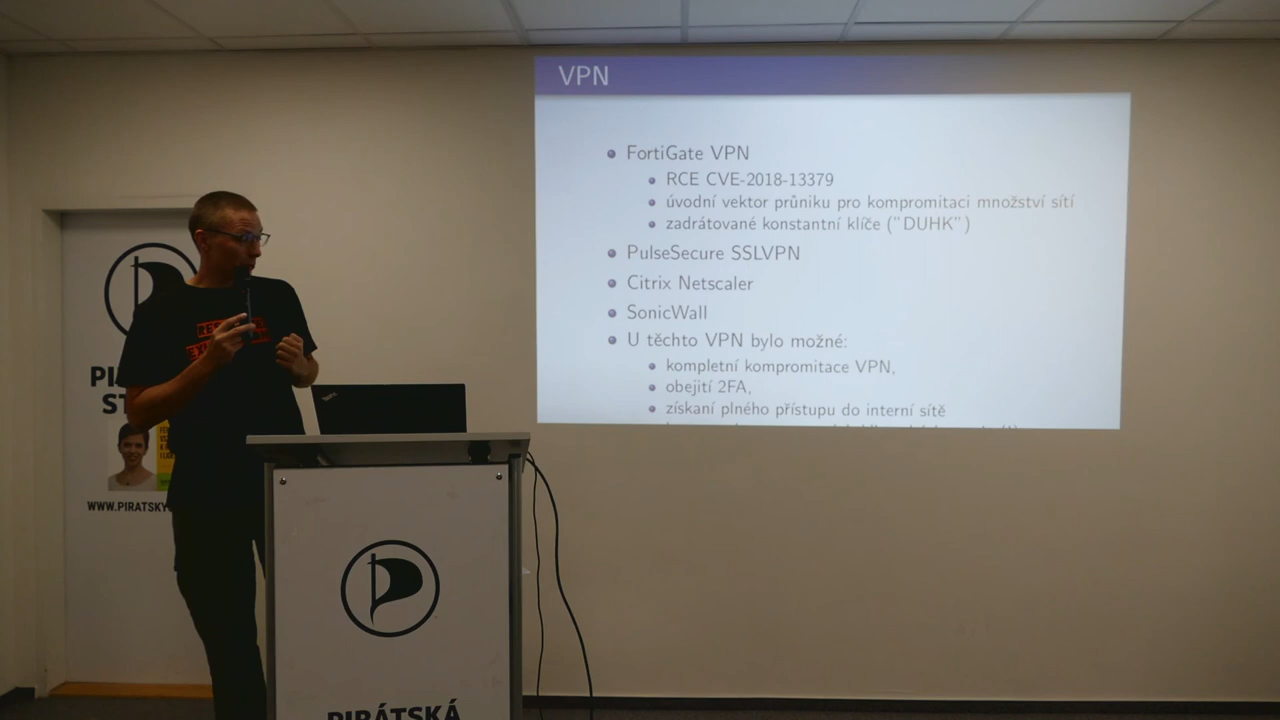 VPN
FortiGate VPN
RCE CVE-2018-13379
úvodní vektor průniku pro kompromitaci množství sítí
zadrátované konstantní klíče ("DUHK")
PulseSecure SSLVPN
Citrix Netscaler
SonicWall
U těchto VPN bylo možné:
kompletní kompromitace VPN,
obejití 2FA,
získaní plného přístupu do interní sítě
PI
ST
WWW.PIRATSKY
PIRÁTSKÁ